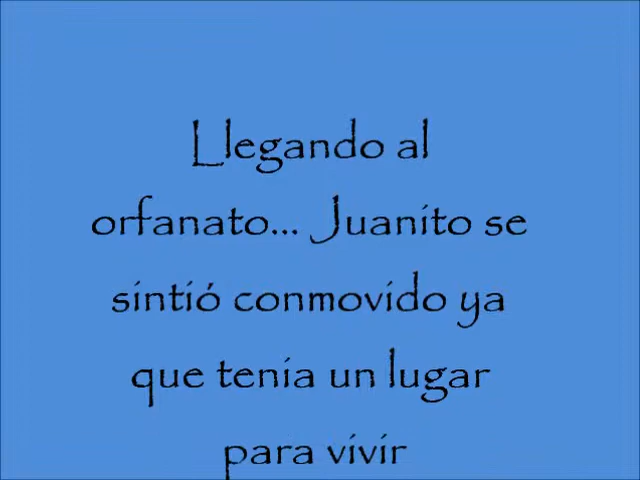 Llegando al
orfanato... Juanito se
sintió conmovido ya
que tenia un lugar
para vivir